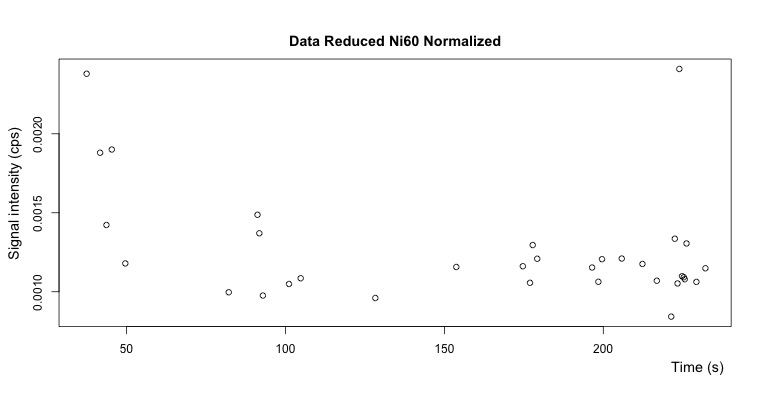 Data Reduced Ni60 Normalized
Signal intensity (cps)
0.0020
0.0015
0.0010
50 100 150 200
Time (s)